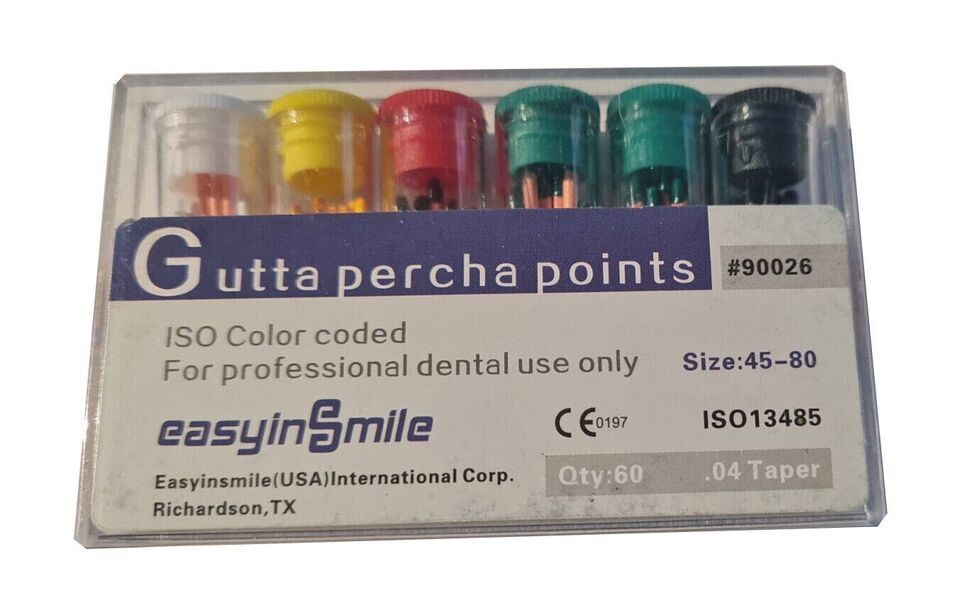 Gutta percha points
#90026
ISO Color coded
For professional dental use only
Size:45-80
easyinSmile
CE0197
ISO13485
Easyinsmile(USA)International Corp.
Qty:60
.04 Taper
Richardson,TX